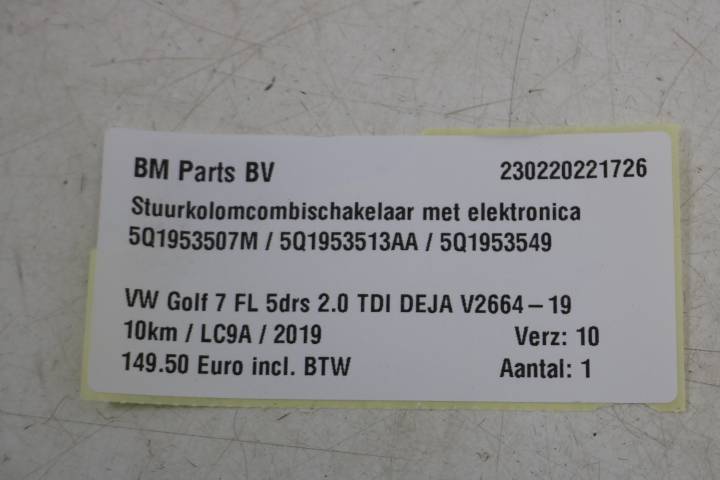 BM Parts BV 230220221726
Stuurkolomcombischakelaar met elektronica
5Q1953507M / 5Q1953513AA / 5Q1953549
VW Golf 7 FL 5drs 2.0 TDI DEJA V2664-19
10km / LC9A / 2019 Verz: 10
149.50 Euro incl. BTW Aantal: 1